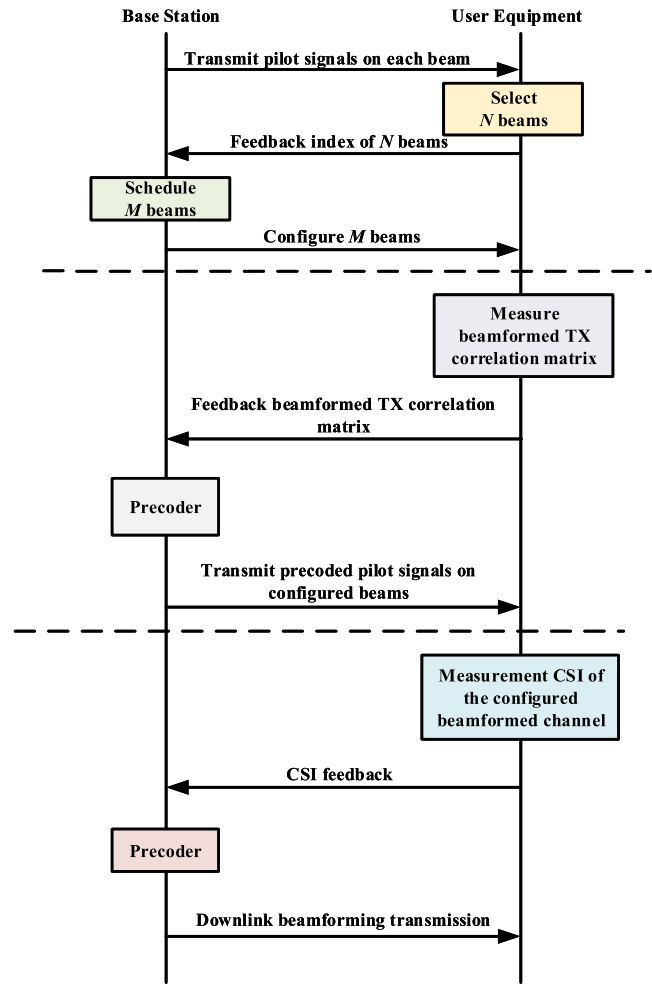 Base Station
User Equipment
Transmit pilot signals on each beam
Select
N beams
Feedback index of N beams
Schedule
M beams
Configure M beams
Measure
beamformed TX
correlation matrix
Feedback beamformed TX correlation
matrix
Precoder
Transmit precoded pilot signals on
configured beams
Measurement CSI of
the configured
beamformed channel
CSI feedback
Precoder
Downlink beamforming transmission